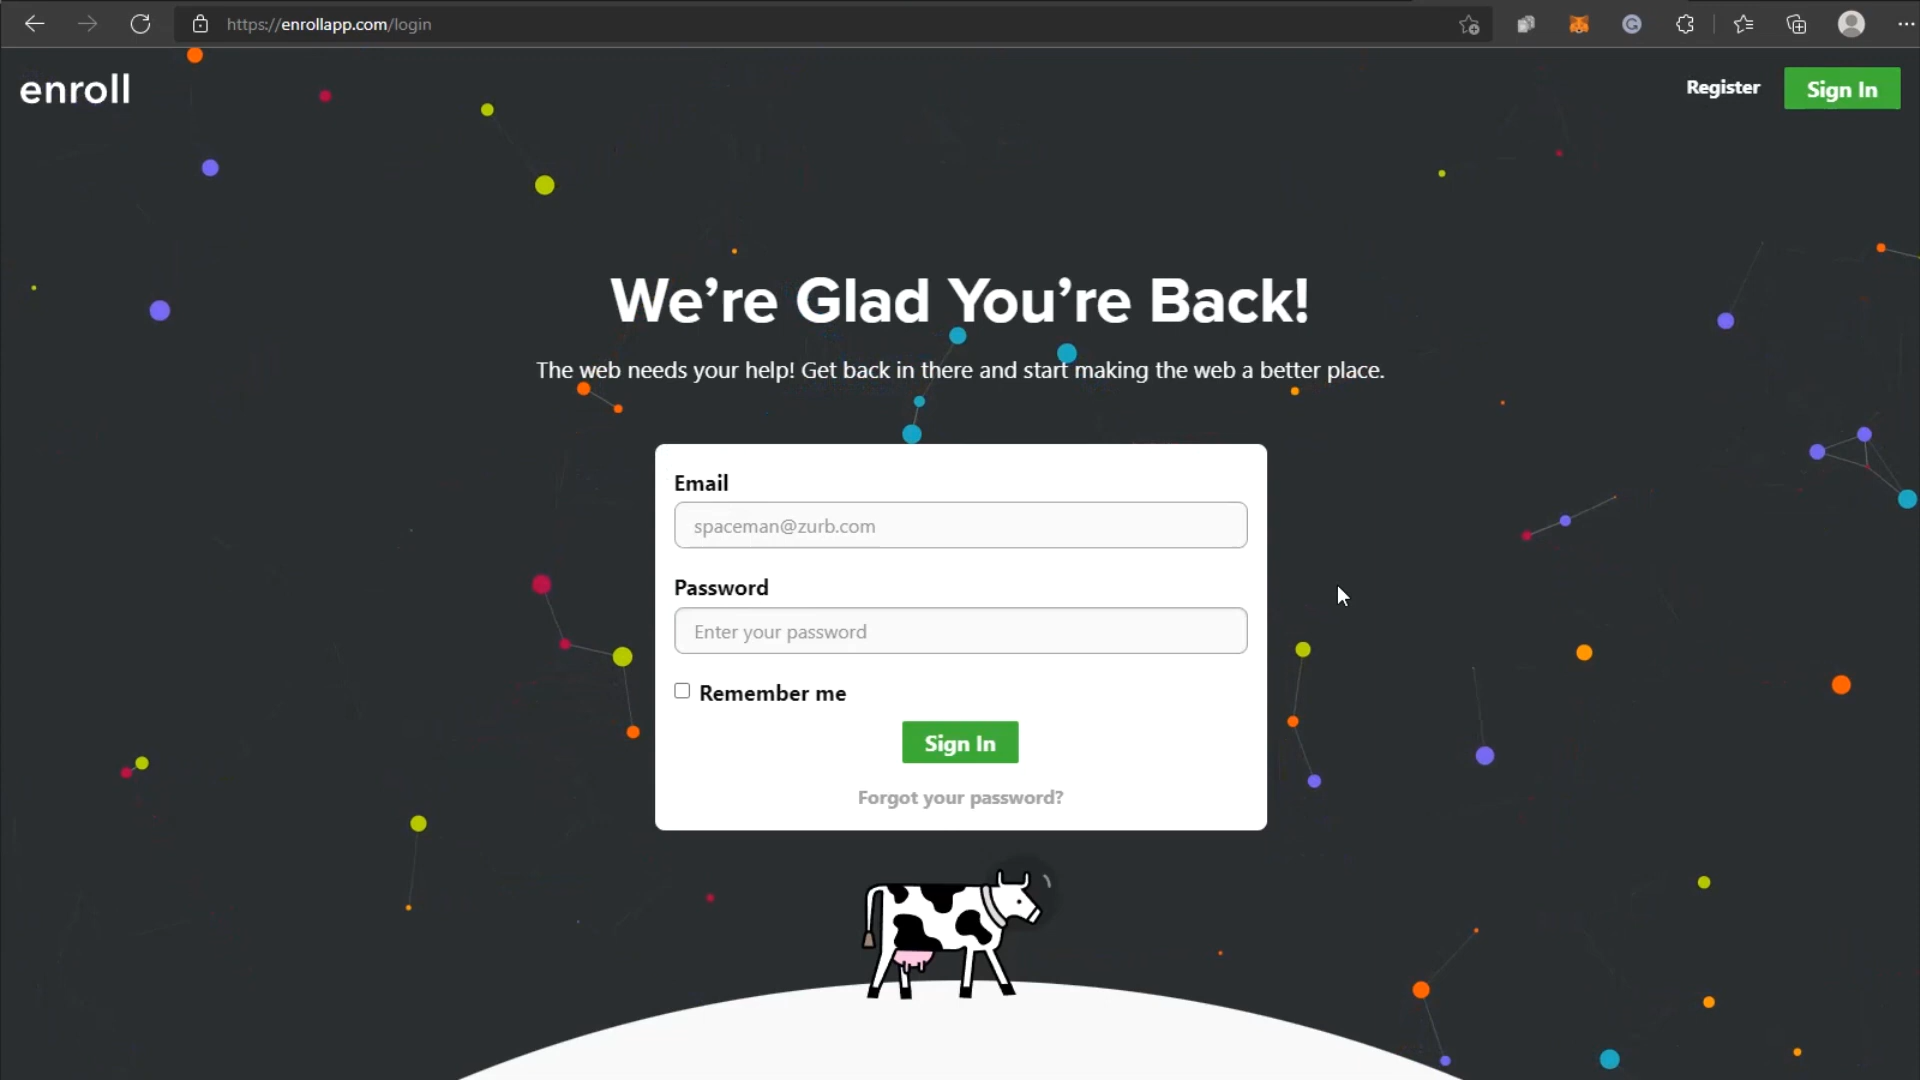 https://enrollapp.com/login
enroll
Register
Sign In
We’re Glad You’re Back!
The web needs your help! Get back in there and start making the web a better place.
Email
spaceman@zurb.com
Password
Enter your password
Remember me
Sign In
Forgot your password?